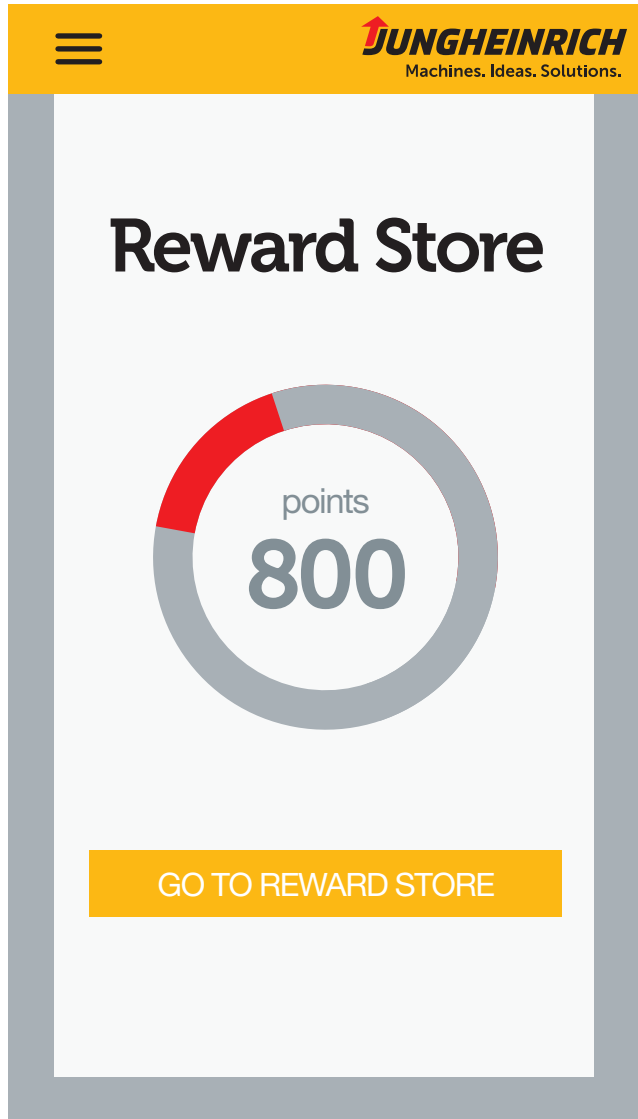 JUNGHEINRICH
Machines. Ideas. Solutions.
Reward Store
points
800
GO TO REWARD STORE